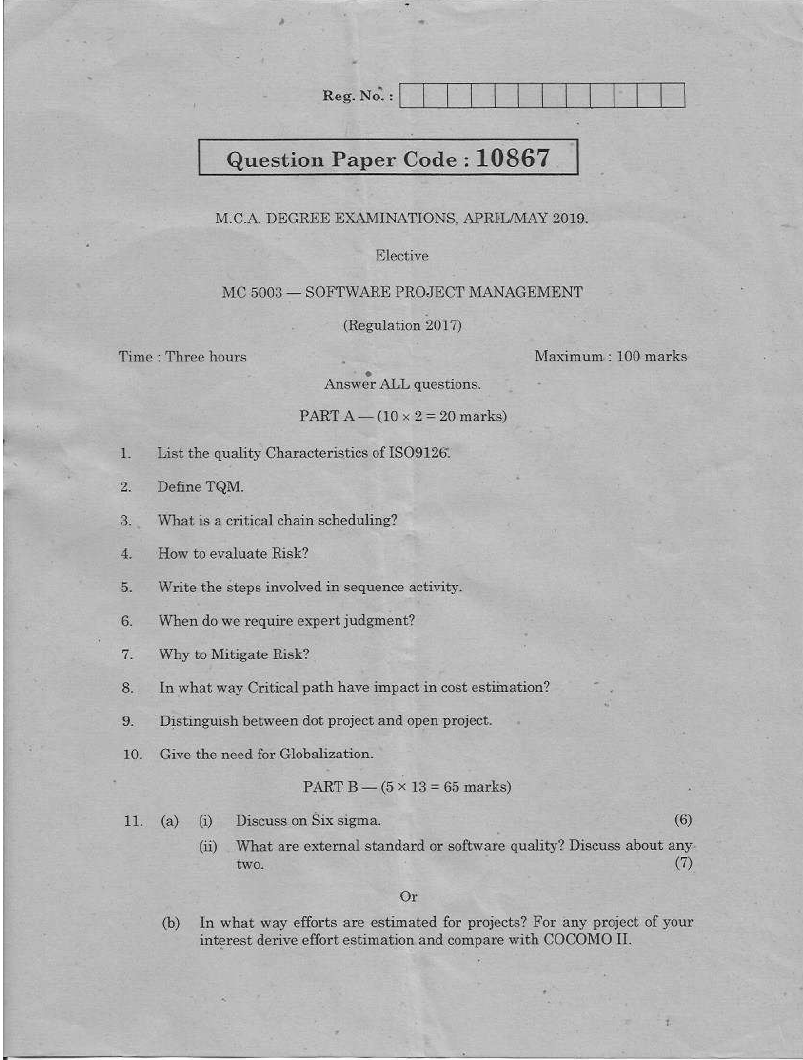 Reg. No. :
Question Paper Code : 10867
M.C.A. DEGREE EXAMINATIONS, APRIL/MAY 2019.
Elective
MC 5003 — SOFTWARE PROJECT MANAGEMENT
(Regulation 2017)
Time : Three hours Maximum : 100 marks
Answer ALL questions.
PART A — (10 × 2 = 20 marks)
1. List the quality Characteristics of ISO9126.
2. Define TQM.
3. What is a critical chain scheduling?
4. How to evaluate Risk?
5. Write the steps involved in sequence activity.
6. When do we require expert judgment?
7. Why to Mitigate Risk?
8. In what way Critical path have impact in cost estimation?
9. Distinguish between dot project and open project.
10. Give the need for Globalization.
PART B — (5 × 13 = 65 marks)
11. (a) (i) Discuss on Six sigma. (6)
(ii) What are external standard or software quality? Discuss about any
two. (7)
Or
(b) In what way efforts are estimated for projects? For any project of your
interest derive effort estimation and compare with COCOMO II.